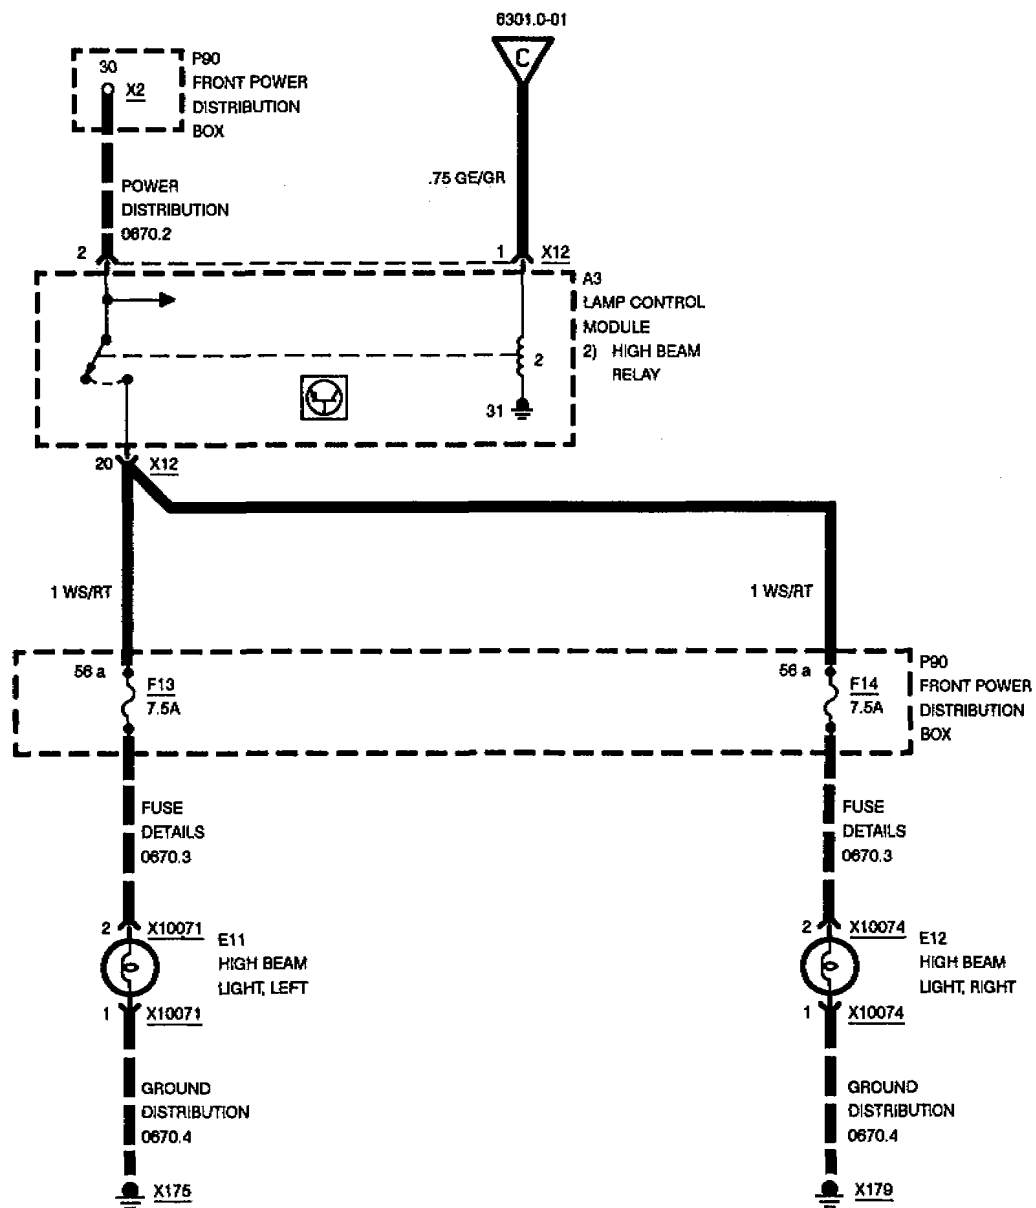 6301.0-01
C
30
X2
P90
FRONT POWER
DISTRIBUTION
BOX
.75 GE/GR
POWER
DISTRIBUTION
0670.2
2
1
X12
A3
LAMP CONTROL
MODULE
2) HIGH BEAM
RELAY
2
31
20
X12
1 WS/RT
1 WS/RT
56 a
F13
7.5A
56 a
F14
7.5A
P90
FRONT POWER
DISTRIBUTION
BOX
FUSE
DETAILS
0670.3
FUSE
DETAILS
0670.3
2
X10071
E11
HIGH BEAM
LIGHT, LEFT
1
X10071
2
X10074
E12
HIGH BEAM
LIGHT, RIGHT
1
X10074
GROUND
DISTRIBUTION
0670.4
GROUND
DISTRIBUTION
0670.4
X175
X179